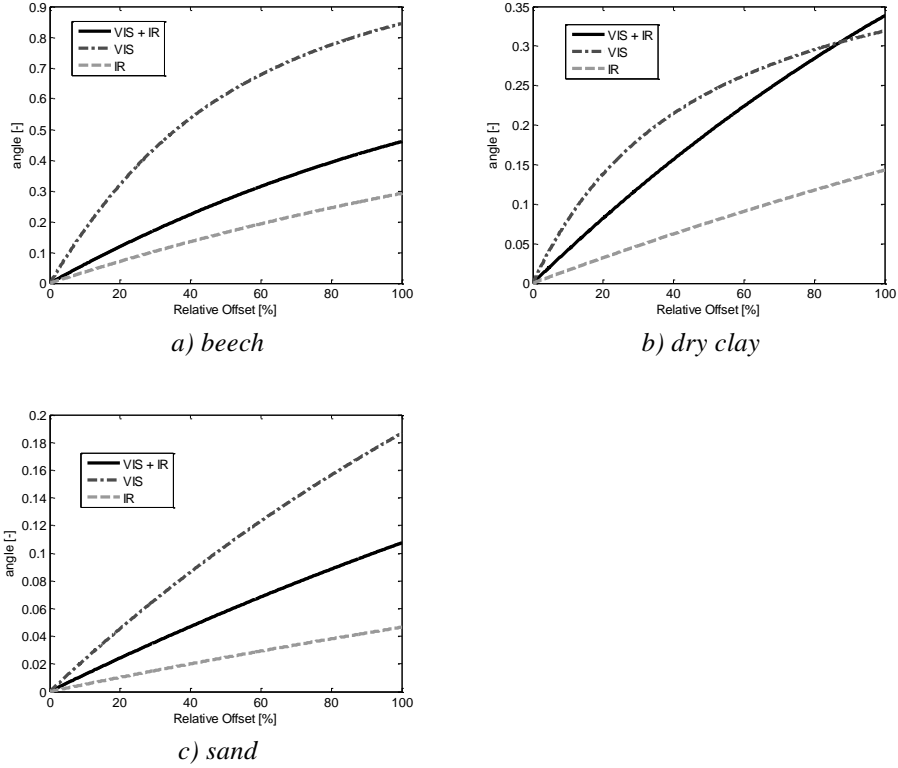 0.9
0.8
0.7
0.6
0.5
0.4
0.3
0.2
0.1
0
angle [-]
VIS + IR
VIS
IR
0 20 40 60 80 100
Relative Offset [%]
a) beech
0.35
0.3
0.25
0.2
0.15
0.1
0.05
0
angle [-]
VIS + IR
VIS
IR
0 20 40 60 80 100
Relative Offset [%]
b) dry clay
0.2
0.18
0.16
0.14
0.12
0.1
0.08
0.06
0.04
0.02
0
angle [-]
VIS + IR
VIS
IR
0 20 40 60 80 100
Relative Offset [%]
c) sand